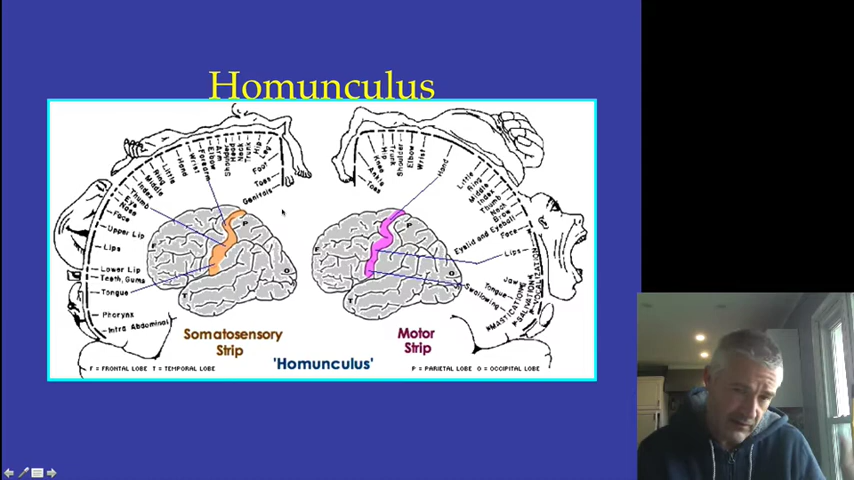 Homunculus
Genitals
Toes
Foot
Leg
Hip
Trunk
Neck
Head
Shoulder
Arm
Elbow
Forearm
Wrist
Hand
Little
Ring
Middle
Index
Thumb
Eye
Nose
Face
Upper Lip
Lips
Lower Lip
Teeth, Gums
Tongue
Pharynx
Intra Abdominal
F
P
O
T
Somatosensory
Strip
Toes
Ankle
Knee
Hip
Trunk
Shoulder
Elbow
Wrist
Hand
Little
Ring
Middle
Index
Thumb
Neck
Brow
Eyelid and Eyeball
Face
Lips
Jaw
Tongue
Swallowing
MASTICATION
SALIVATION
VOCALIZATION
F
P
O
T
Motor
Strip
'Homunculus'
F = FRONTAL LOBE T = TEMPORAL LOBE
P = PARIETAL LOBE O = OCCIPITAL LOBE